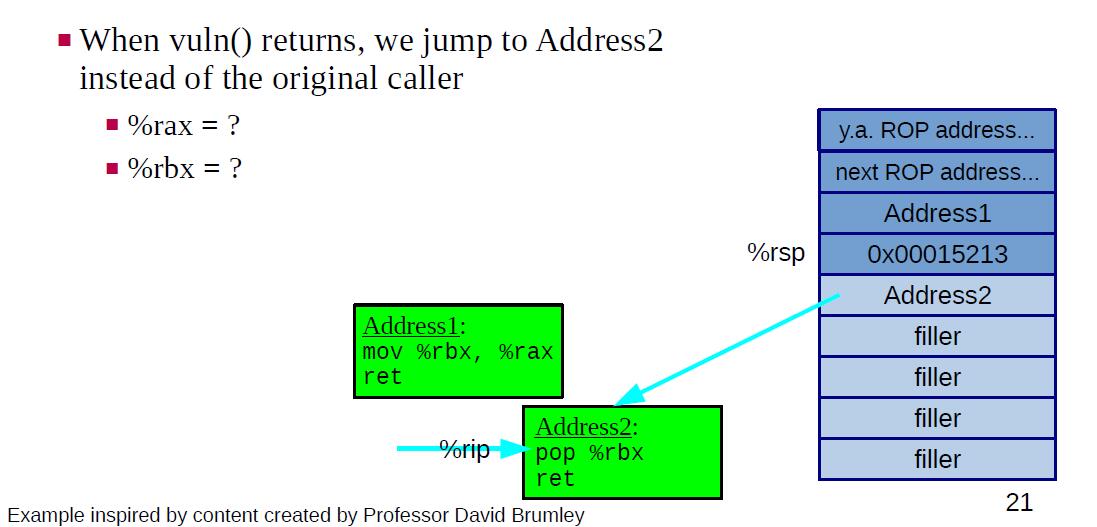 When vuln() returns, we jump to Address2
instead of the original caller
%rax = ?
%rbx = ?
y.a. ROP address...
next ROP address...
Address1
%rsp
0x00015213
Address2
filler
filler
filler
filler
Address1:
mov %rbx, %rax
ret
%rip
Address2:
pop %rbx
ret
21
Example inspired by content created by Professor David Brumley